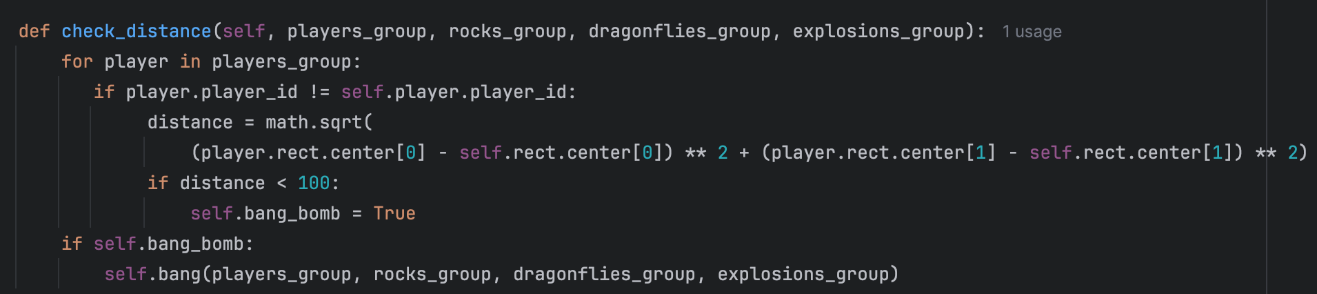 def check_distance(self, players_group, rocks_group, dragonflies_group, explosions_group): 1 usage
for player in players_group:
if player.player_id != self.player.player_id:
distance = math.sqrt(
(player.rect.center[0] - self.rect.center[0]) ** 2 + (player.rect.center[1] - self.rect.center[1]) ** 2)
if distance < 100:
self.bang_bomb = True
if self.bang_bomb:
self.bang(players_group, rocks_group, dragonflies_group, explosions_group)